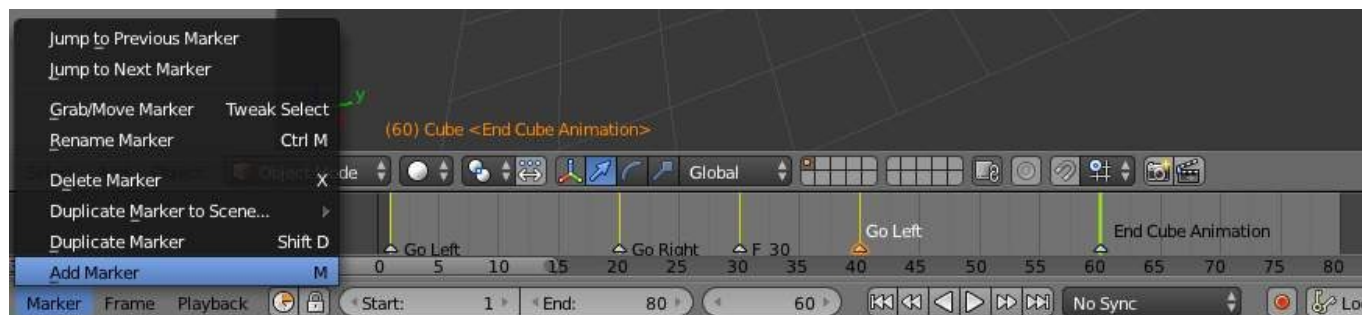 Jump to Previous Marker
Jump to Next Marker
Grab/Move Marker Tweak Select
Rename Marker Ctrl M
Delete Marker X
Duplicate Marker to Scene...
Duplicate Marker Shift D
Add Marker M
y
(60) Cube <End Cube Animation>
Global
Go Left Go Right F_30 Go Left End Cube Animation
0 5 10 15 20 25 30 35 40 45 50 55 60 65 70 75 80
Marker Frame Playback Start: 1 End: 80 60 No Sync Lo